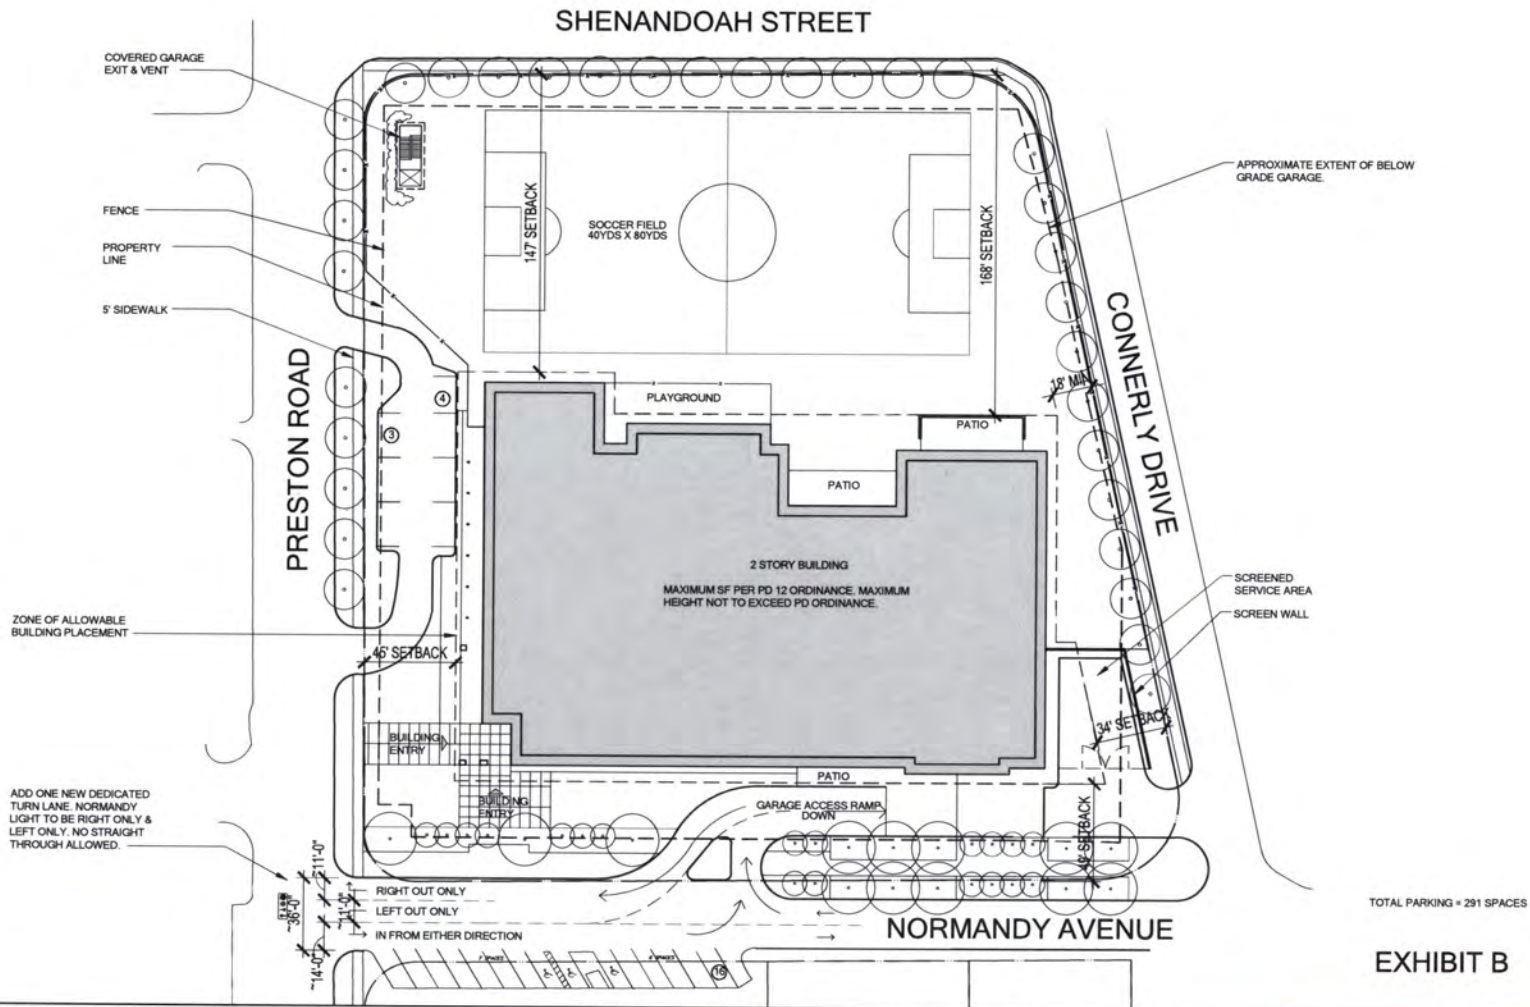 SHENANDOAH STREET
COVERED GARAGE
EXIT & VENT
FENCE
PROPERTY
LINE
5' SIDEWALK
PRESTON ROAD
ZONE OF ALLOWABLE
BUILDING PLACEMENT
ADD ONE NEW DEDICATED
TURN LANE. NORMANDY
LIGHT TO BE RIGHT ONLY &
LEFT ONLY. NO STRAIGHT
THROUGH ALLOWED.
147' SETBACK
SOCCER FIELD
40YDS X 80YDS
168' SETBACK
APPROXIMATE EXTENT OF BELOW
GRADE GARAGE.
CONNERLY DRIVE
18' MIN
4
3
PLAYGROUND
PATIO
PATIO
2 STORY BUILDING
MAXIMUM SF PER PD 12 ORDINANCE. MAXIMUM
HEIGHT NOT TO EXCEED PD ORDINANCE.
SCREENED
SERVICE AREA
SCREEN WALL
45' SETBACK
34' SETBACK
BUILDING
ENTRY
BUILDING
ENTRY
PATIO
GARAGE ACCESS RAMP
DOWN
49' SETBACK
~11'-0"
~36'-0"
~11'-0"
~14'-0"
RIGHT OUT ONLY
LEFT OUT ONLY
IN FROM EITHER DIRECTION
NORMANDY AVENUE
7 SPACES
16
TOTAL PARKING = 291 SPACES
EXHIBIT B